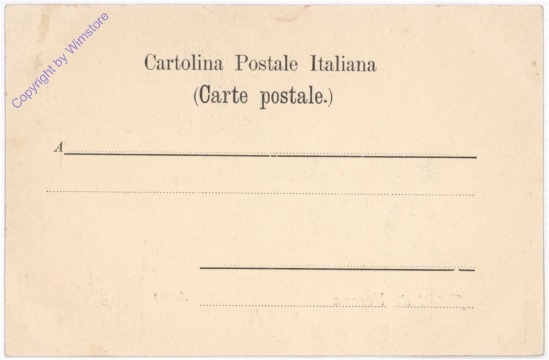 Copyright by Wimstore
Cartolina Postale Italiana
(Carte postale.)
A